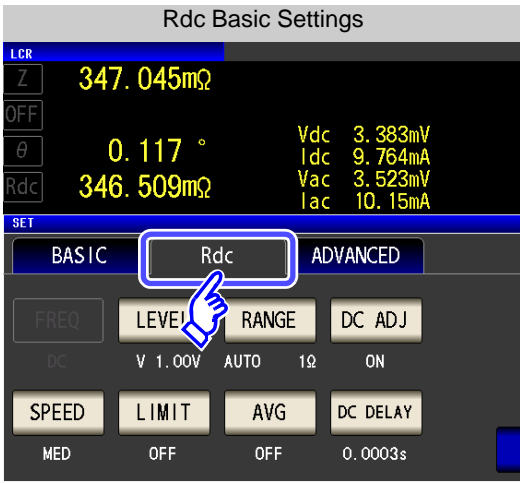 Rdc Basic Settings
LCR
Z 347.045mΩ
OFF
θ 0.117 °
Rdc 346.509mΩ
Vdc 3.383mV
Idc 9.764mA
Vac 3.523mV
Iac 10.15mA
SET
BASIC Rdc ADVANCED
FREQ LEVEL RANGE DC ADJ
DC V 1.00V AUTO 1Ω ON
SPEED LIMIT AVG DC DELAY
MED OFF OFF 0.0003s